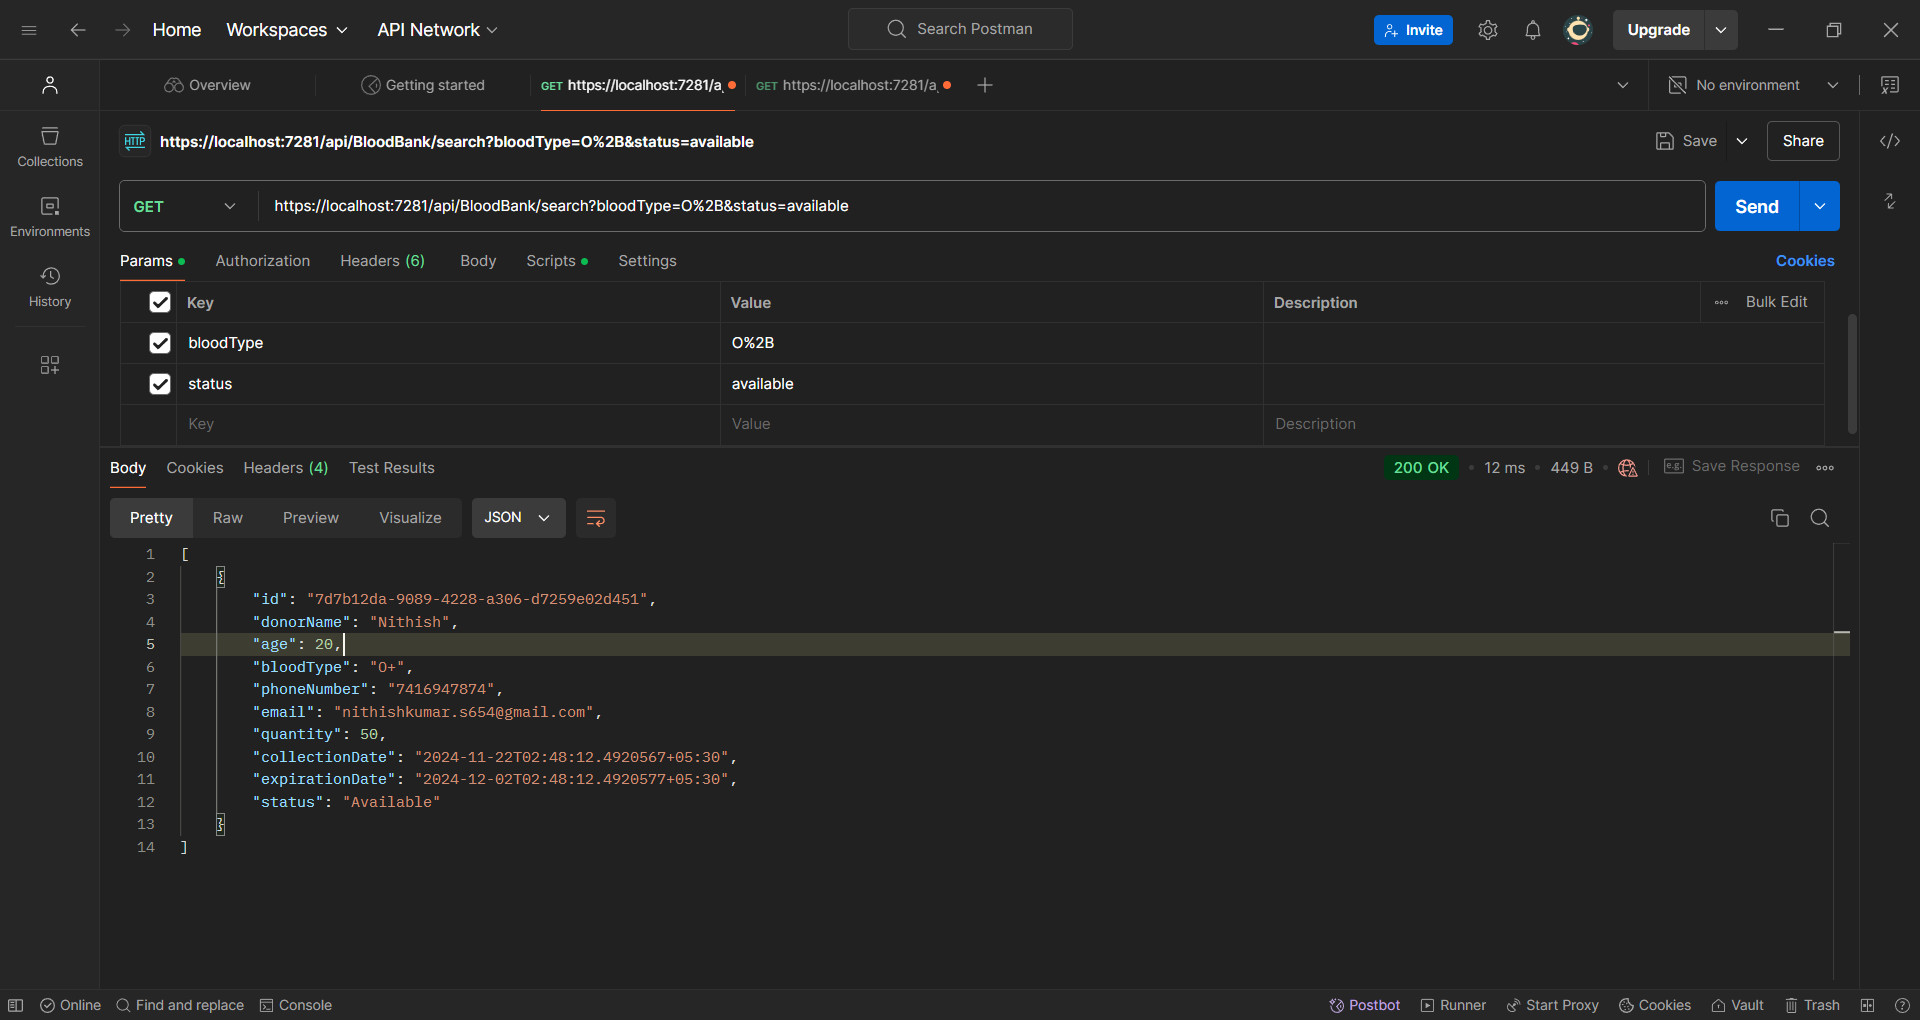 Home Workspaces API Network Search Postman Invite Upgrade
Overview Getting started GET https://localhost:7281/a GET https://localhost:7281/a No environment
HTTP https://localhost:7281/api/BloodBank/search?bloodType=O%2B&status=available Save Share
GET https://localhost:7281/api/BloodBank/search?bloodType=O%2B&status=available Send
Collections
Environments
History
Params Authorization Headers (6) Body Scripts Settings Cookies
Key Value Description Bulk Edit
bloodType O%2B
status available
Key Value Description
Body Cookies Headers (4) Test Results 200 OK 12 ms 449 B e.g. Save Response
Pretty Raw Preview Visualize JSON
1 [
2 {
3 "id": "7d7b12da-9089-4228-a306-d7259e02d451",
4 "donorName": "Nithish",
5 "age": 20,
6 "bloodType": "O+",
7 "phoneNumber": "7416947874",
8 "email": "nithishkumar.s654@gmail.com",
9 "quantity": 50,
10 "collectionDate": "2024-11-22T02:48:12.4920567+05:30",
11 "expirationDate": "2024-12-02T02:48:12.4920577+05:30",
12 "status": "Available"
13 }
14 ]
Online Find and replace Console Postbot Runner Start Proxy Cookies Vault Trash